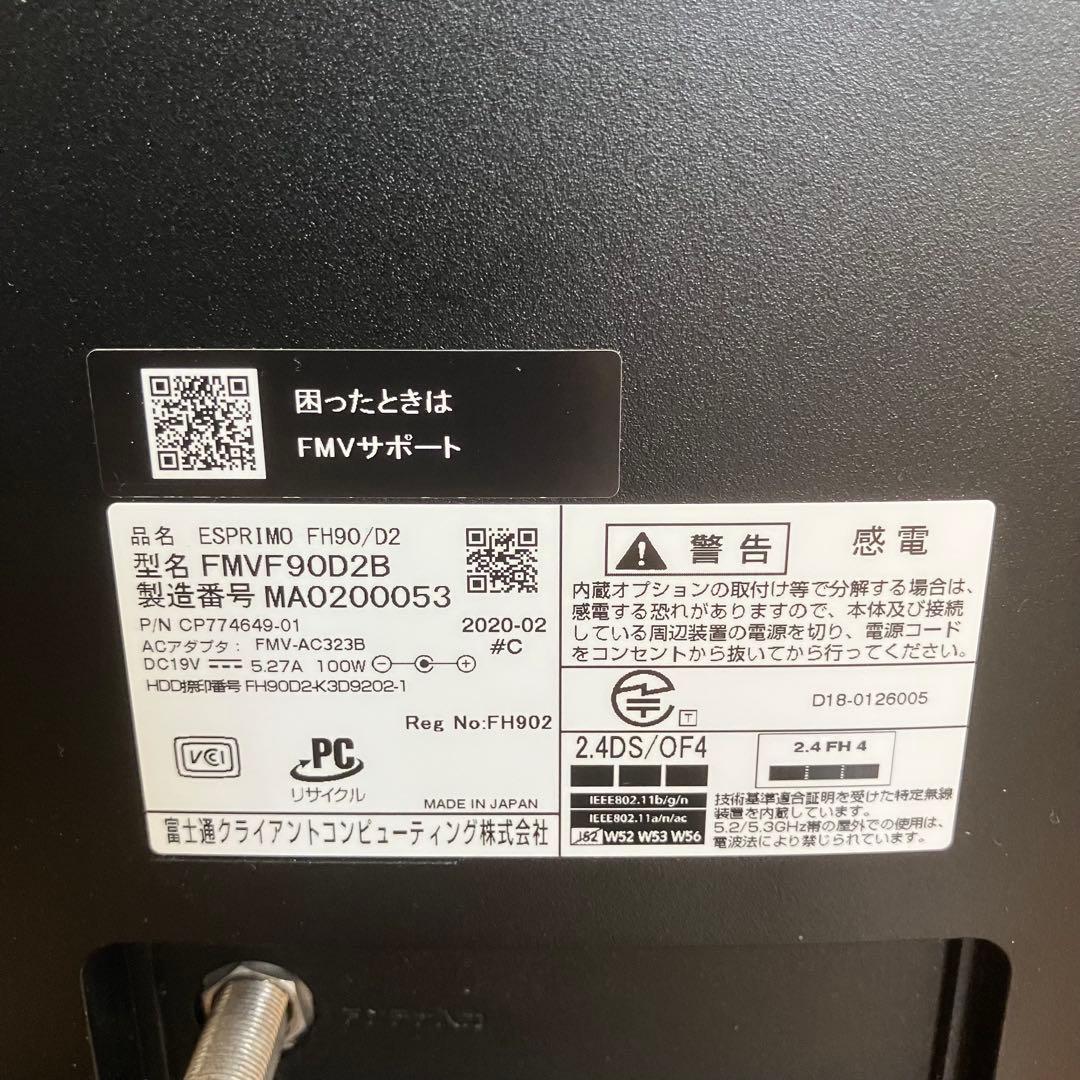 困ったときは
FMVサポート
品名 ESPRIMO FH90/D2
型名 FMVF90D2B
製造番号 MA0200053
P/N CP774649-01 2020-02
ACアダプタ: FMV-AC323B #C
DC19V 5.27A 100W
HDD捺印番号 FH90D2-K3D9202-1
Reg No:FH902
VCI
PC
リサイクル
MADE IN JAPAN
富士通クライアントコンピューティング株式会社
警告 感電
内蔵オプションの取付け等で分解する場合は、
感電する恐れがありますので、本体及び接続
している周辺装置の電源を切り、電源コード
をコンセントから抜いてから行ってください。
T D18-0126005
2.4DS/OF4
2.4 FH 4
IEEE802.11b/g/n
IEEE802.11a/n/ac
J52 W52 W53 W56
技術基準適合証明を受けた特定無線
装置を内蔵しています。
5.2/5.3GHz帯の屋外での使用は、
電波法により禁じられています。
アンテナ入力